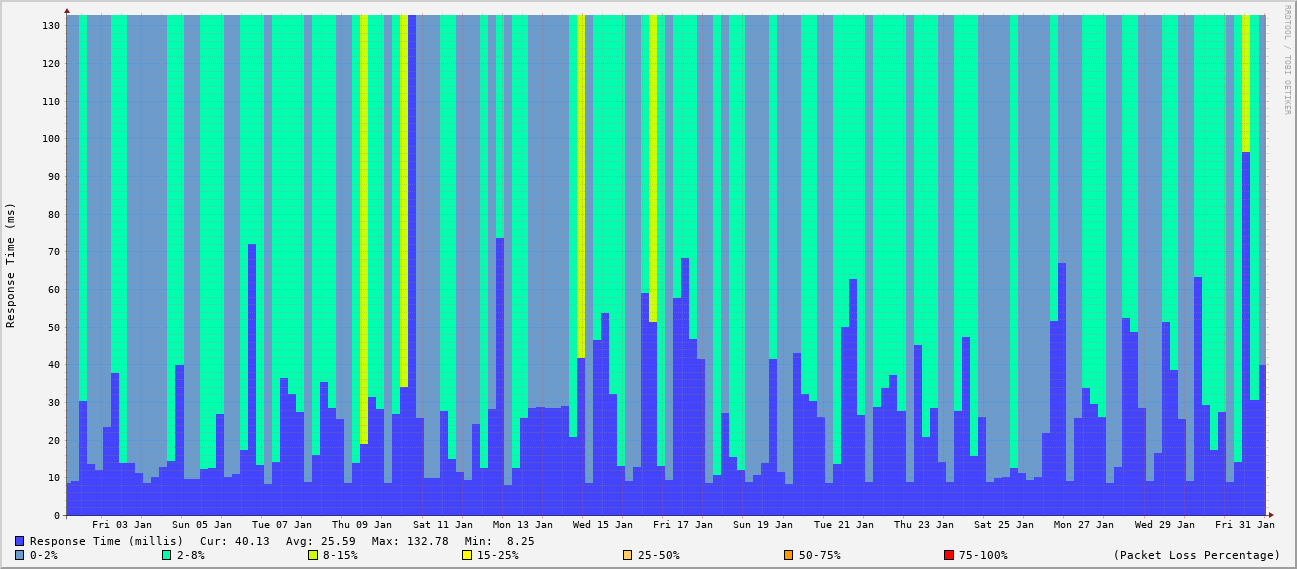 RRDTOOL / TOBI OETIKER
Response Time (ms)
130
120
110
100
90
80
70
60
50
40
30
20
10
0
Fri 03 Jan Sun 05 Jan Tue 07 Jan Thu 09 Jan Sat 11 Jan Mon 13 Jan Wed 15 Jan Fri 17 Jan Sun 19 Jan Tue 21 Jan Thu 23 Jan Sat 25 Jan Mon 27 Jan Wed 29 Jan Fri 31 Jan
Response Time (millis) Cur: 40.13 Avg: 25.59 Max: 132.78 Min: 8.25
0-2% 2-8% 8-15% 15-25% 25-50% 50-75% 75-100% (Packet Loss Percentage)